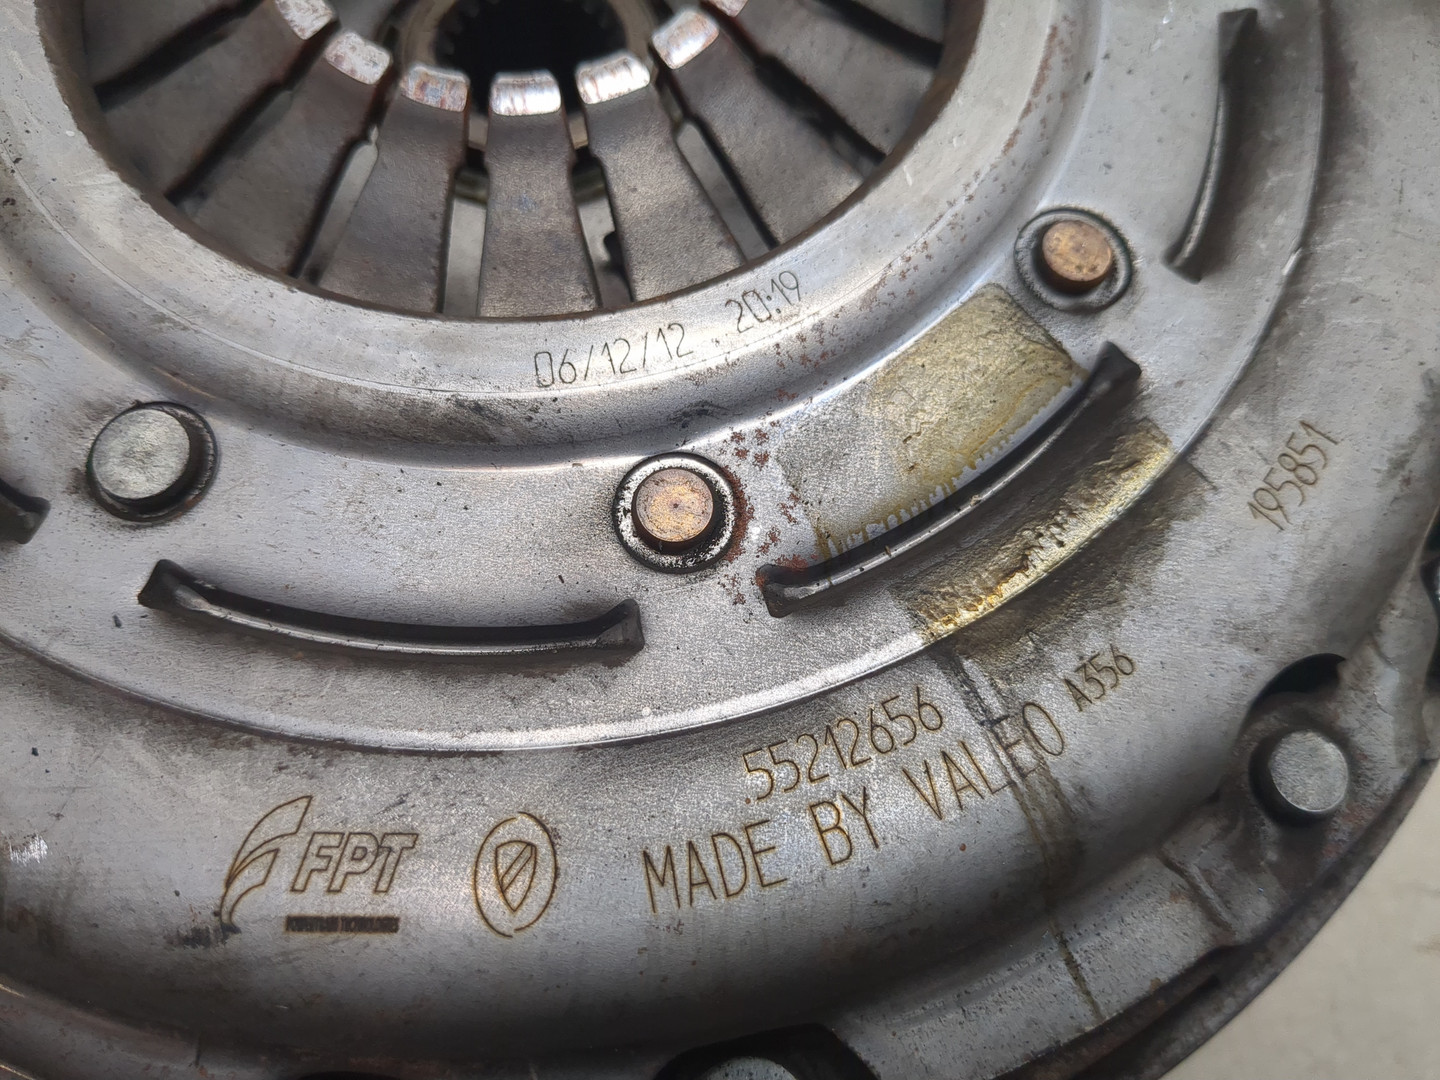 06/12/12 20:19
195851
55212656
A356
MADE BY VALEO
FPT